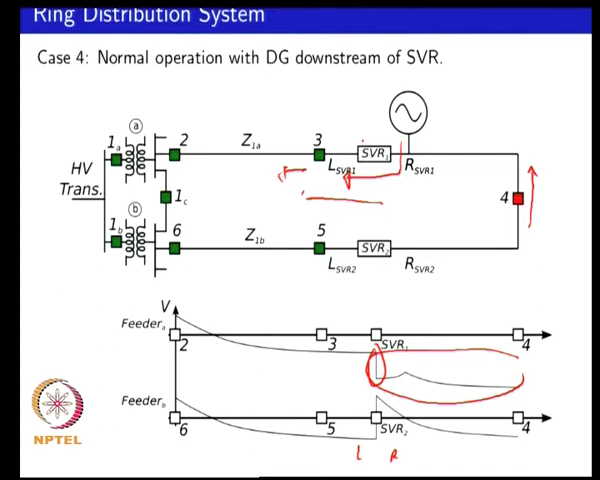 Ring Distribution System
Case 4: Normal operation with DG downstream of SVR.
a
1a 2 Z1a 3 SVR1
LSVR1 RSVR1
HV
Trans.
1c 4
b
1b 6 Z1b 5 SVR2
LSVR2 RSVR2
V
Feedera
2 3 SVR1 4
Feederb
6 5 SVR2 4
L R
NPTEL